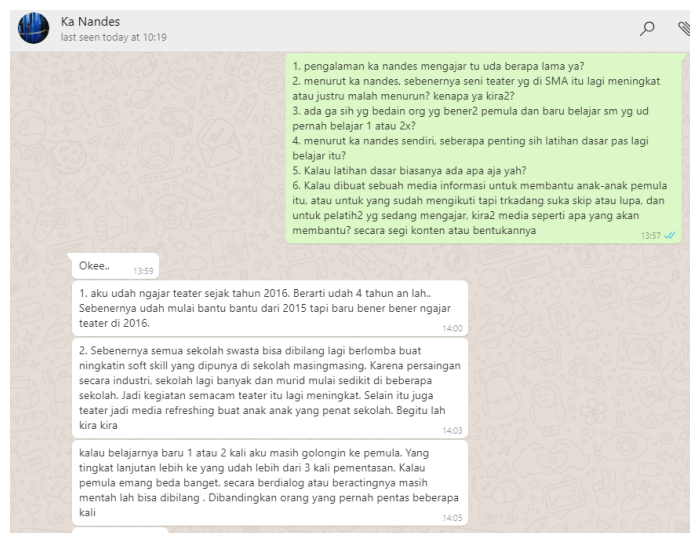 Ka Nandes
last seen today at 10:19
1. pengalaman ka nandes mengajar tu uda berapa lama ya?
2. menurut ka nandes, sebenernya seni teater yg di SMA itu lagi meningkat
atau justru malah menurun? kenapa ya kira2?
3. ada ga sih yg bedain org yg bener2 pemula dan baru belajar sm yg ud
pernah belajar 1 atau 2x?
4. menurut ka nandes sendiri, seberapa penting sih latihan dasar pas lagi
belajar itu?
5. Kalau latihan dasar biasanya ada apa aja yah?
6. Kalau dibuat sebuah media informasi untuk membantu anak-anak pemula
itu, atau untuk yang sudah mengikuti tapi trkadang suka skip atau lupa, dan
untuk pelatih2 yg sedang mengajar, kira2 media seperti apa yang akan
membantu? secara segi konten atau bentukannya
13:57
Okee..
13:59
1. aku udah ngajar teater sejak tahun 2016. Berarti udah 4 tahun an lah..
Sebenernya udah mulai bantu bantu dari 2015 tapi baru bener bener ngajar
teater di 2016.
14:00
2. Sebenernya semua sekolah swasta bisa dibilang lagi berlomba buat
ningkatin soft skill yang dipunya di sekolah masingmasing. Karena persaingan
secara industri, sekolah lagi banyak dan murid mulai sedikit di beberapa
sekolah. Jadi kegiatan semacam teater itu lagi meningkat. Selain itu juga
teater jadi media refreshing buat anak anak yang penat sekolah. Begitu lah
kira kira
14:03
kalau belajarnya baru 1 atau 2 kali aku masih golongin ke pemula. Yang
tingkat lanjutan lebih ke yang udah lebih dari 3 kali pementasan. Kalau
pemula emang beda banget. secara berdialog atau beractingnya masih
mentah lah bisa dibilang . Dibandingkan orang yang pernah pentas beberapa
kali
14:05